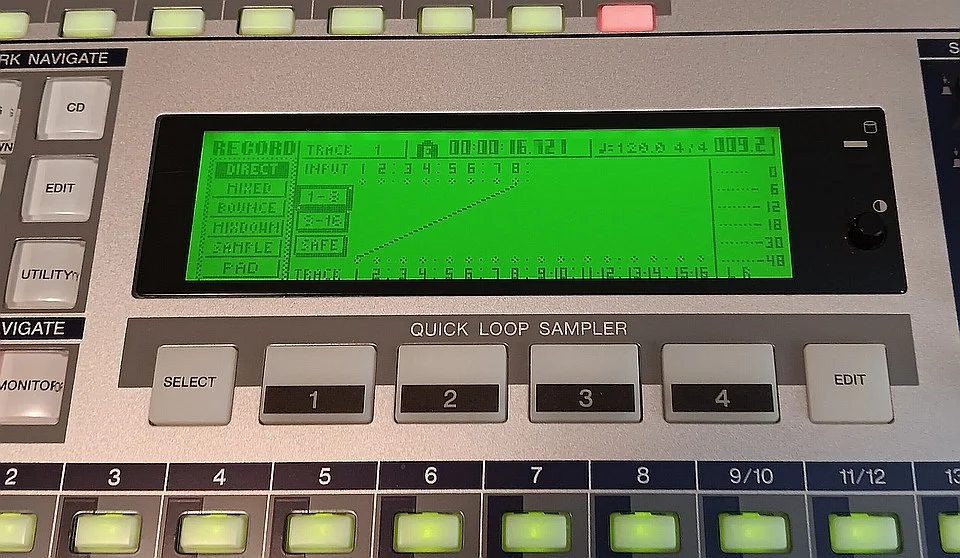 RK NAVIGATE
CD
EDIT
UTILITY
VIGATE
MONITOR
RECORD TRACE 1 00:00:16.721 ♩=120.0 4/4 009.2
DIRECT INPUT 1 2 3 4 5 6 7 8 0
MIXED 6
1-8
BOUNCE 12
MIXDOWN 18
SAMPLE SAFE 30
PAD 48
TRACE 1 2 3 4 5 6 7 8 9 10 11 12 13 14 15 16 L R
QUICK LOOP SAMPLER
SELECT 1 2 3 4 EDIT
2 3 4 5 6 7 8 9/10 11/12 13